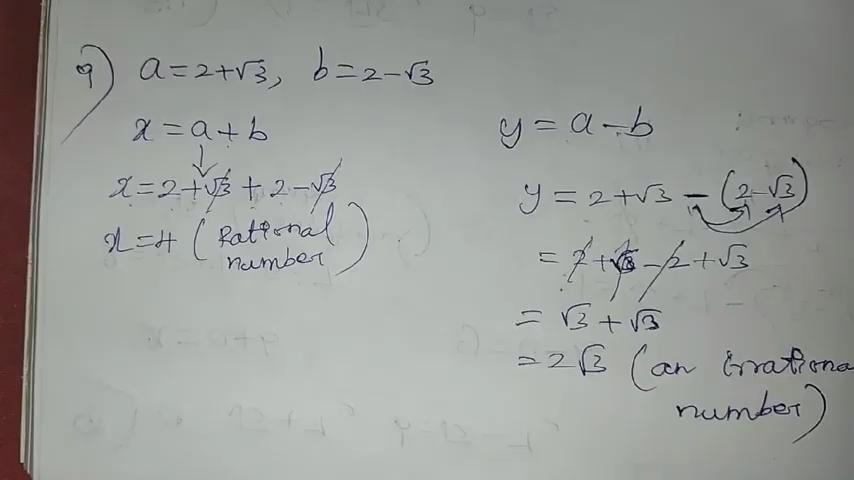 9) a = 2+√3, b = 2-√3
x = a + b
x = 2+√3 + 2-√3
x = 4 (Rational
number)
y = a - b
y = 2+√3 - (2-√3)
= 2+√3 - 2 + √3
= √3 + √3
= 2√3 (an irrationa
number)